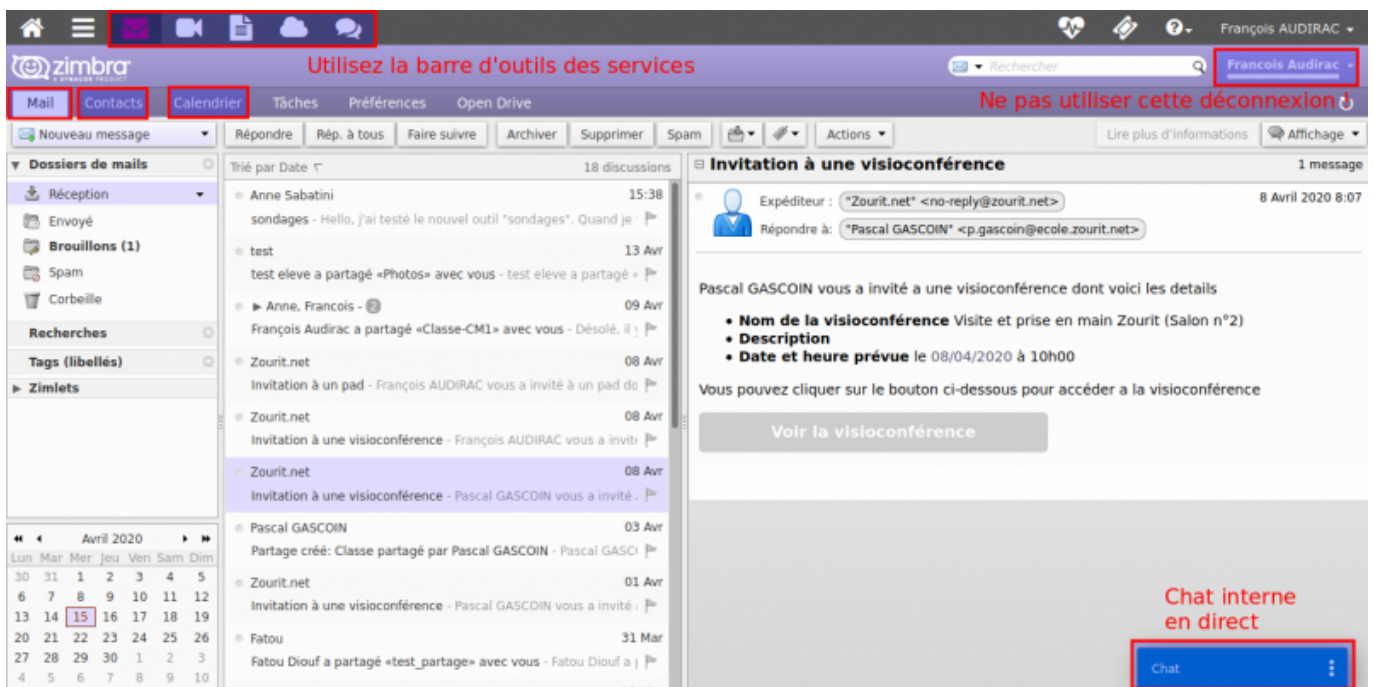 François AUDIRAC
zimbra
A SYNACOR PRODUCT
Utilisez la barre d'outils des services
Rechercher
Francois Audirac
Mail Contacts Calendrier Tâches Préférences Open Drive
Ne pas utiliser cette déconnexion !
Nouveau message
Répondre Rép. à tous Faire suivre Archiver Supprimer Spam Actions
Lire plus d'informations Affichage
Dossiers de mails
Réception
Envoyé
Brouillons (1)
Spam
Corbeille
Recherches
Tags (libellés)
Zimlets
Avril 2020
Lun Mar Mer Jeu Ven Sam Dim
30 31 1 2 3 4 5
6 7 8 9 10 11 12
13 14 15 16 17 18 19
20 21 22 23 24 25 26
27 28 29 30 1 2 3
4 5 6 7 8 9 10
Trié par Date 18 discussions
Anne Sabatini 15:38
sondages - Hello, j'ai testé le nouvel outil "sondages". Quand je
test 13 Avr
test eleve a partagé «Photos» avec vous - test eleve a partagé «
Anne, Francois - 2 09 Avr
François Audirac a partagé «Classe-CM1» avec vous - Désolé, il y
Zourit.net 08 Avr
Invitation à un pad - François AUDIRAC vous a invité à un pad do
Zourit.net 08 Avr
Invitation à une visioconférence - François AUDIRAC vous a invit
Zourit.net 08 Avr
Invitation à une visioconférence - Pascal GASCOIN vous a invité
Pascal GASCOIN 03 Avr
Partage créé: Classe partagé par Pascal GASCOIN - Pascal GASC
Zourit.net 01 Avr
Invitation à une visioconférence - Pascal GASCOIN vous a invité
Fatou 31 Mar
Fatou Diouf a partagé «test_partage» avec vous - Fatou Diouf a
Invitation à une visioconférence 1 message
Expéditeur : "Zourit.net" <no-reply@zourit.net> 8 Avril 2020 8:07
Répondre à: "Pascal GASCOIN" <p.gascoin@ecole.zourit.net>
Pascal GASCOIN vous a invité a une visioconférence dont voici les details
• Nom de la visioconférence Visite et prise en main Zourit (Salon n°2)
• Description
• Date et heure prévue le 08/04/2020 à 10h00
Vous pouvez cliquer sur le bouton ci-dessous pour accéder a la visioconférence
Voir la visioconférence
Chat interne
en direct
Chat